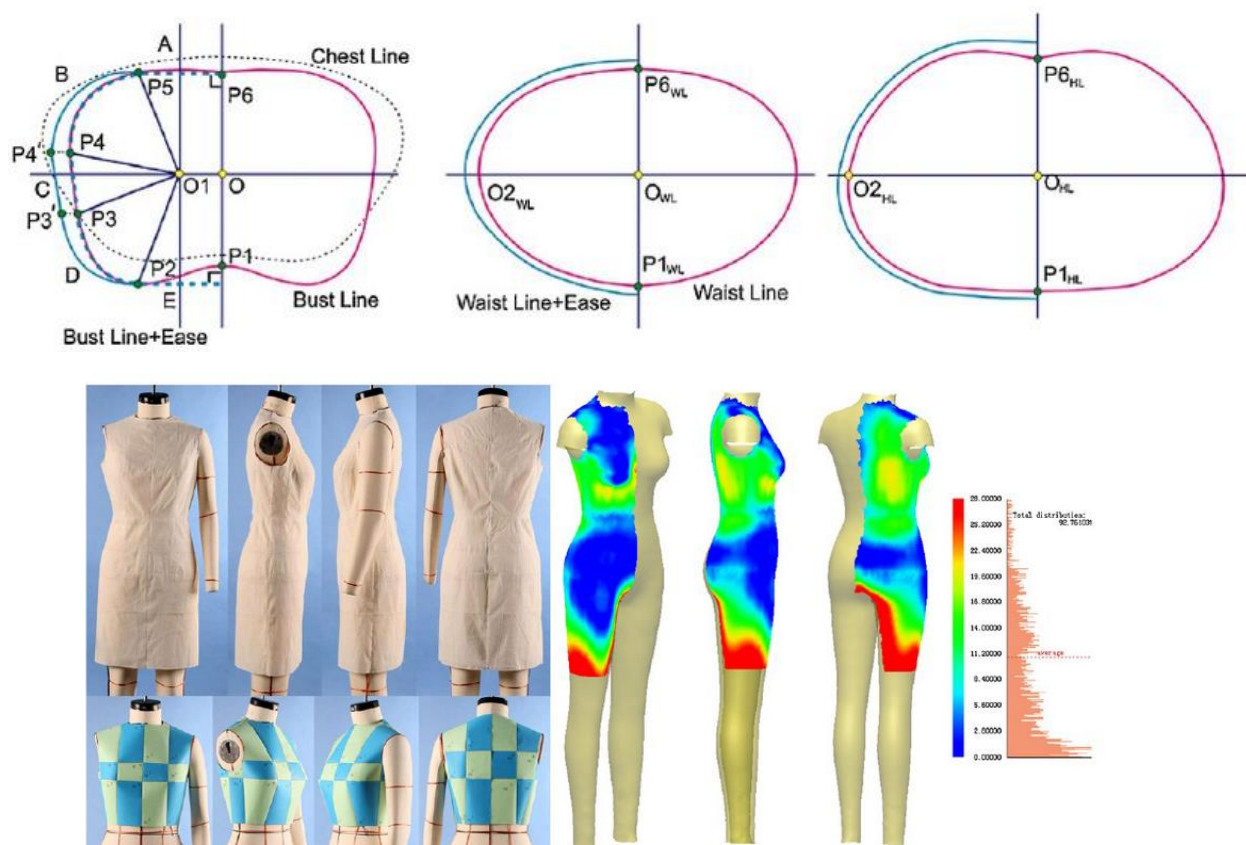 A
Chest Line
B
P5
P6
P4'
P4
O1
O
C
P3'
P3
P2
P1
D
E
Bust Line
Bust Line+Ease
P6WL
O2WL
OWL
P1WL
Waist Line+Ease
Waist Line
P6HL
O2HL
OHL
P1HL
28.00000
Total distribution:
92.76103%
25.20000
22.40000
19.60000
16.80000
14.00000
11.20000
average
8.40000
5.60000
2.80000
0.00000